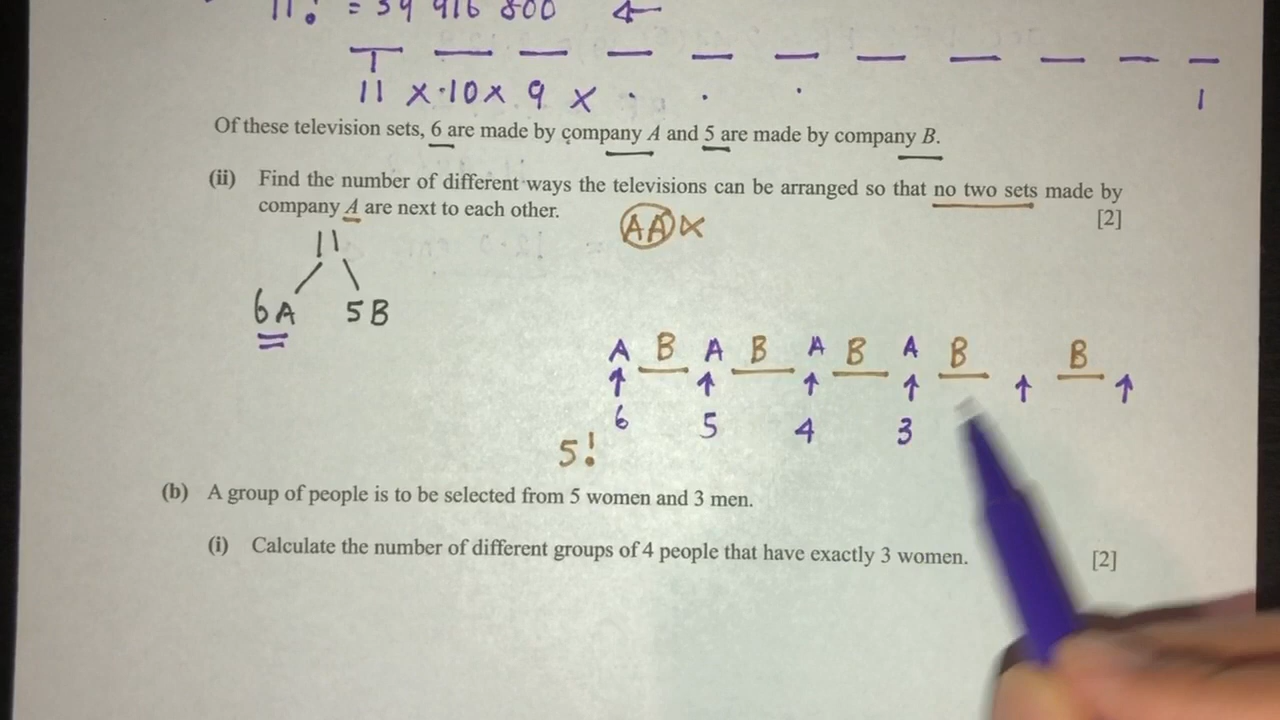 11! = 39 916 800 ←
11 x 10 x 9 x . . . 1
Of these television sets, 6 are made by company A and 5 are made by company B.
(ii) Find the number of different ways the televisions can be arranged so that no two sets made by
company A are next to each other. [2]
AA x
11
6A 5B
A B A B A B A B B
6 5 4 3
5!
(b) A group of people is to be selected from 5 women and 3 men.
(i) Calculate the number of different groups of 4 people that have exactly 3 women. [2]